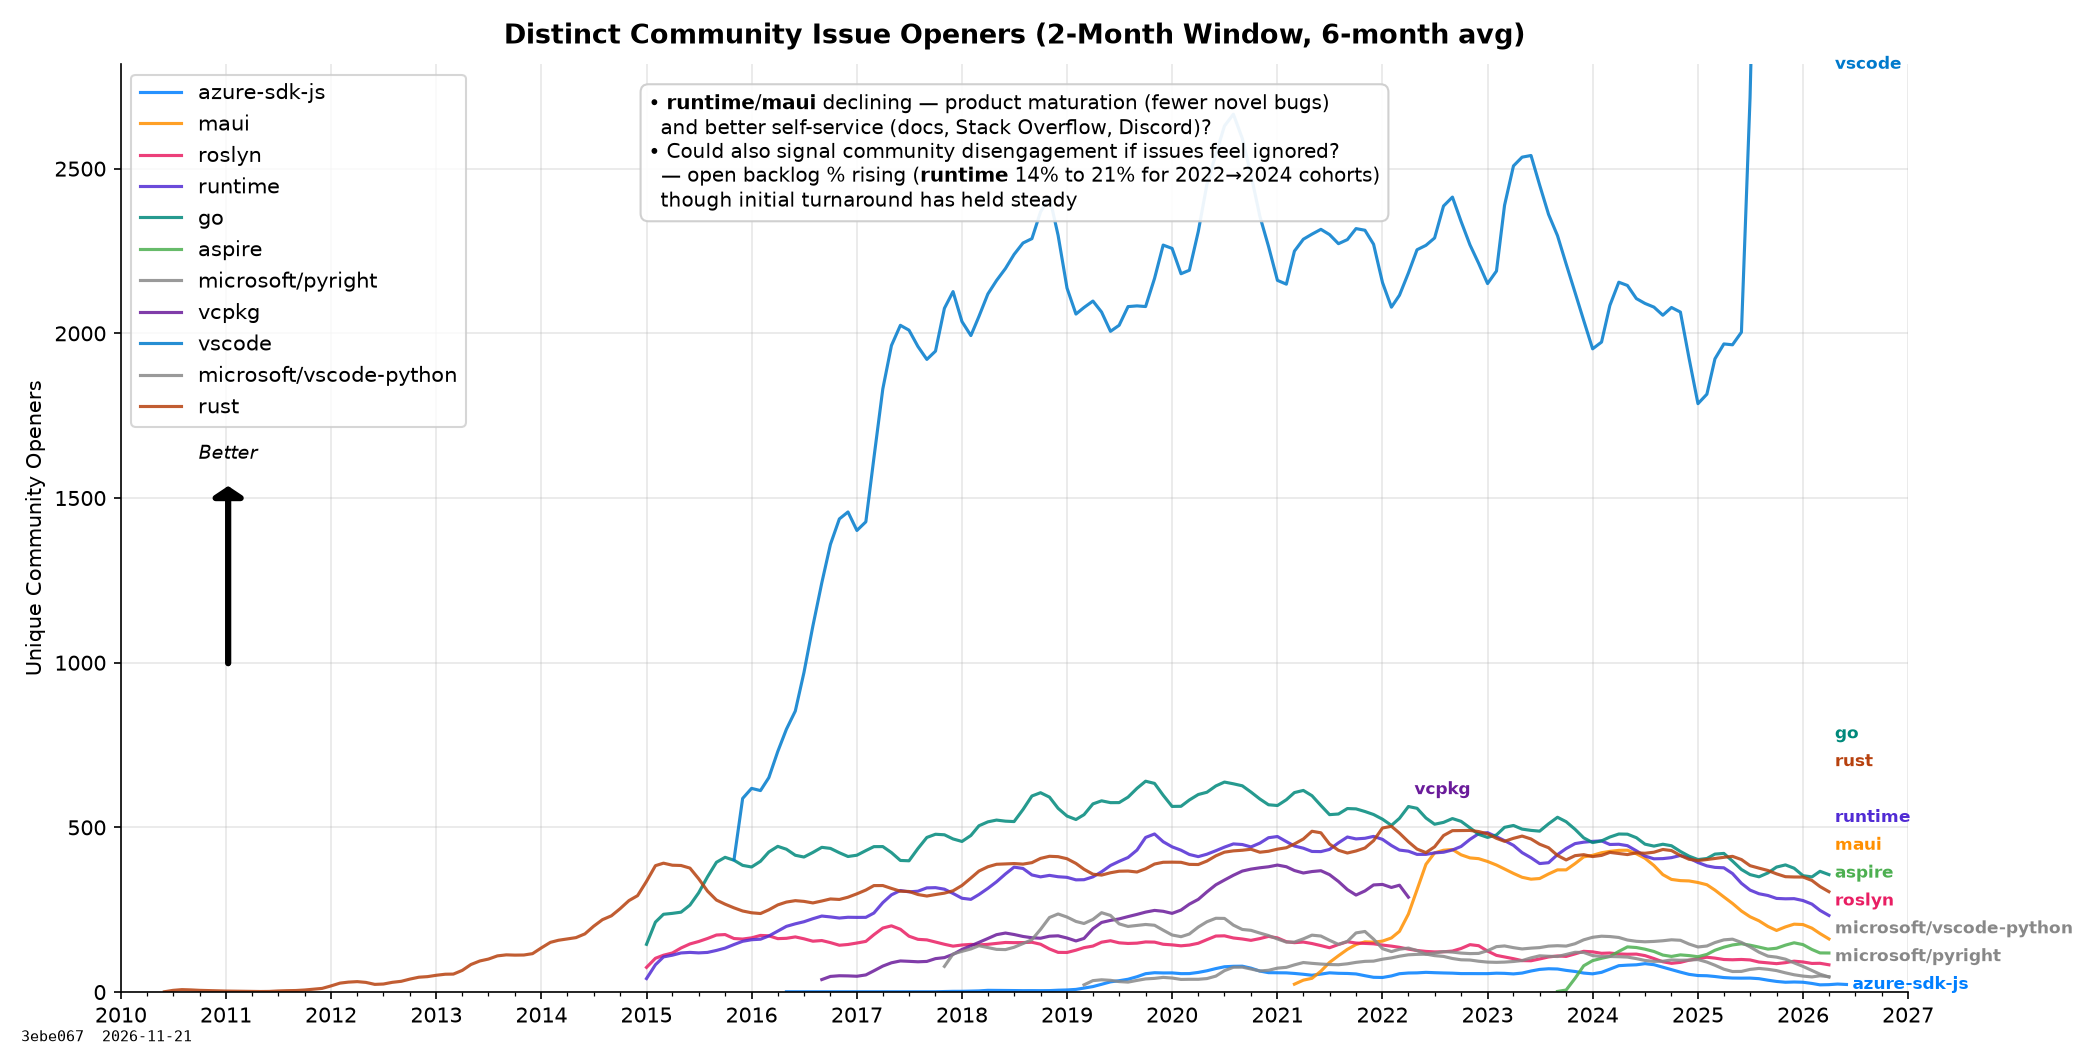 Distinct Community Issue Openers (2-Month Window, 6-month avg)
azure-sdk-js
maui
roslyn
runtime
go
aspire
microsoft/pyright
vcpkg
vscode
microsoft/vscode-python
rust
• runtime/maui declining — product maturation (fewer novel bugs)
and better self-service (docs, Stack Overflow, Discord)?
• Could also signal community disengagement if issues feel ignored?
— open backlog % rising (runtime 14% to 21% for 2022→2024 cohorts)
though initial turnaround has held steady
Better
Unique Community Openers
2500
2000
1500
1000
500
0
vscode
go
rust
vcpkg
runtime
maui
aspire
roslyn
microsoft/vscode-python
microsoft/pyright
azure-sdk-js
2010 2011 2012 2013 2014 2015 2016 2017 2018 2019 2020 2021 2022 2023 2024 2025 2026 2027
3ebe067 2026-11-21